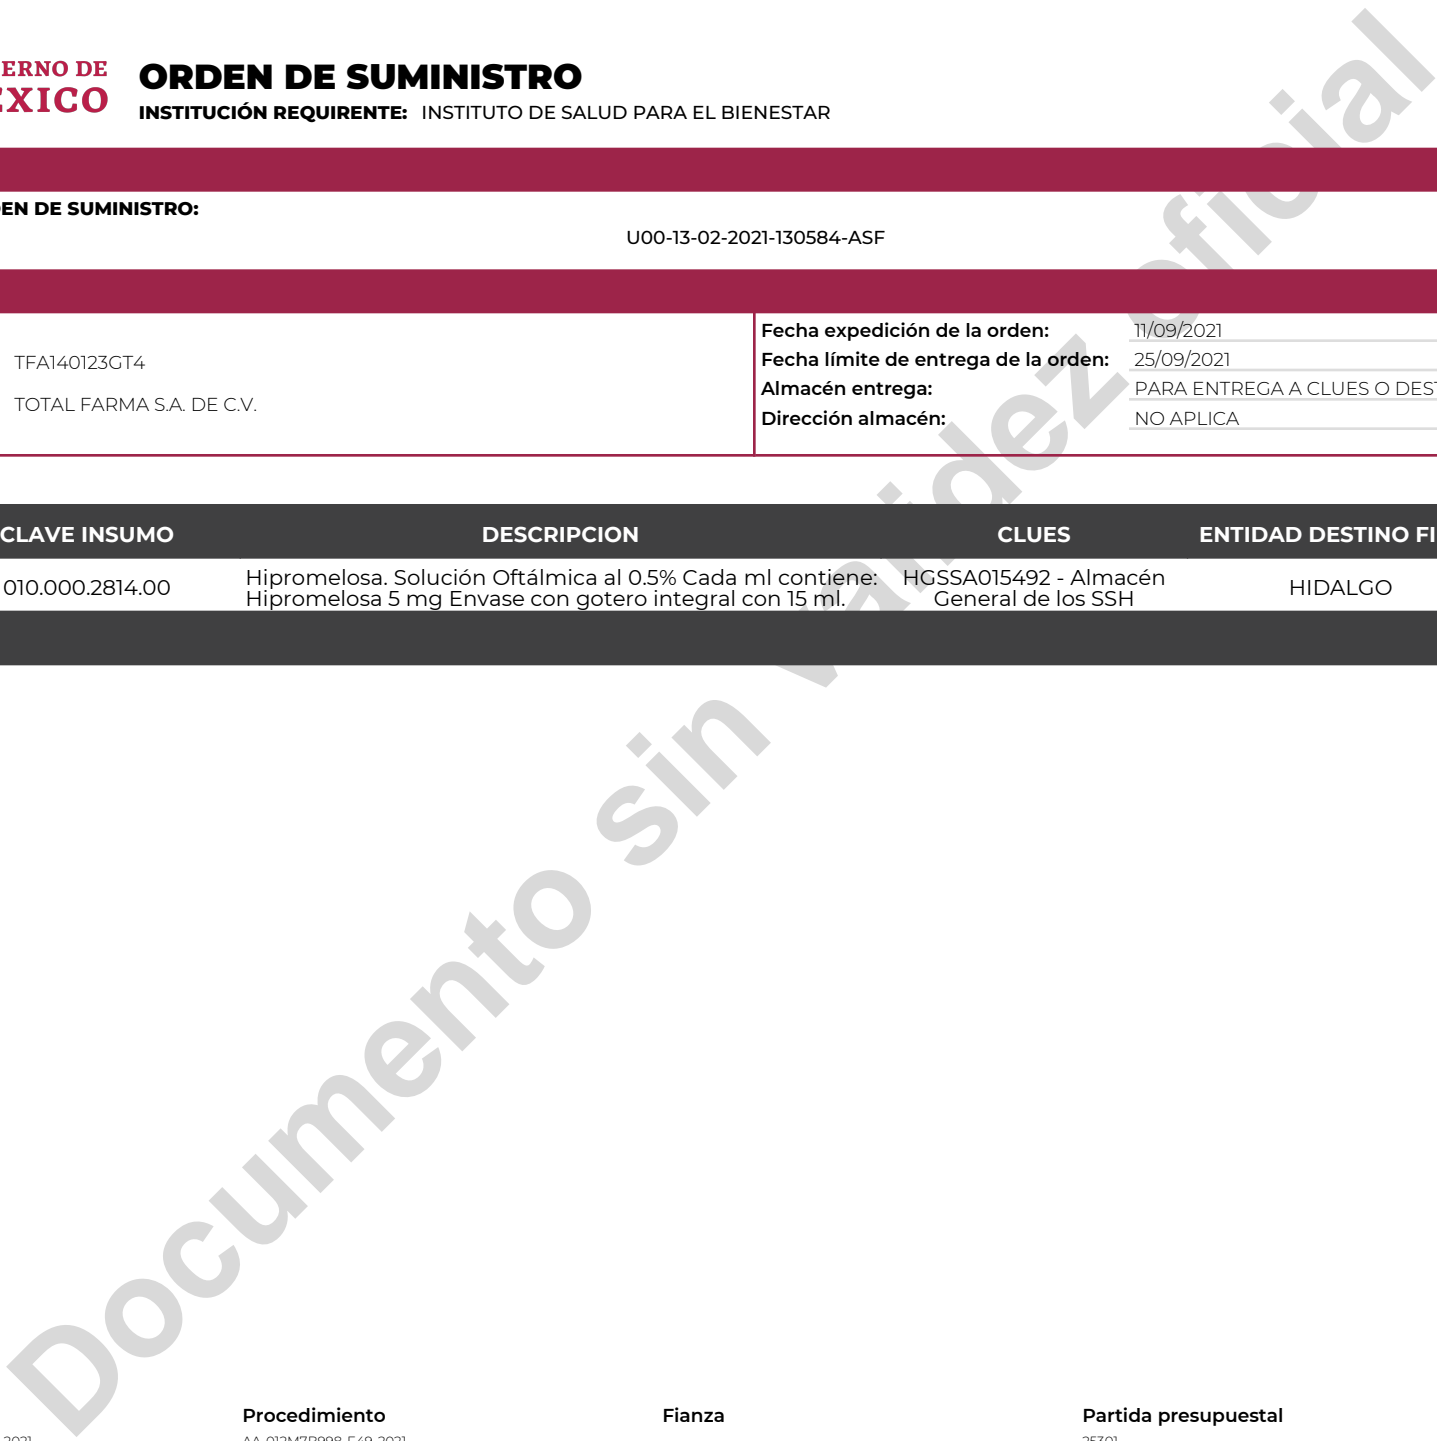 ERNO DE
XICO
ORDEN DE SUMINISTRO
INSTITUCIÓN REQUIRENTE: INSTITUTO DE SALUD PARA EL BIENESTAR
EN DE SUMINISTRO:
U00-13-02-2021-130584-ASF
TFA140123GT4
TOTAL FARMA S.A. DE C.V.
Fecha expedición de la orden: 11/09/2021
Fecha límite de entrega de la orden: 25/09/2021
Almacén entrega: PARA ENTREGA A CLUES O DEST
Dirección almacén: NO APLICA
CLAVE INSUMO DESCRIPCION CLUES ENTIDAD DESTINO FI
010.000.2814.00
Hipromelosa. Solución Oftálmica al 0.5% Cada ml contiene:
Hipromelosa 5 mg Envase con gotero integral con 15 ml.
HGSSA015492 - Almacén
General de los SSH
HIDALGO
Documento sin validez oficial
Procedimiento Fianza Partida presupuestal